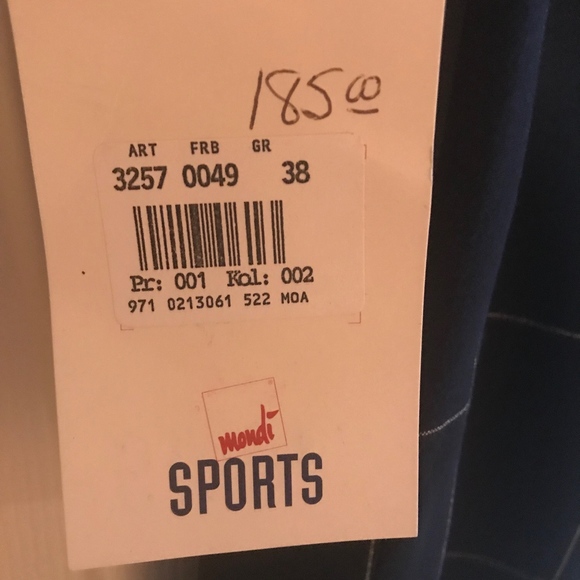 185 00
ART FRB GR
3257 0049 38
Pr: 001 Kol: 002
971 0213061 522 MOA
mondi
SPORTS